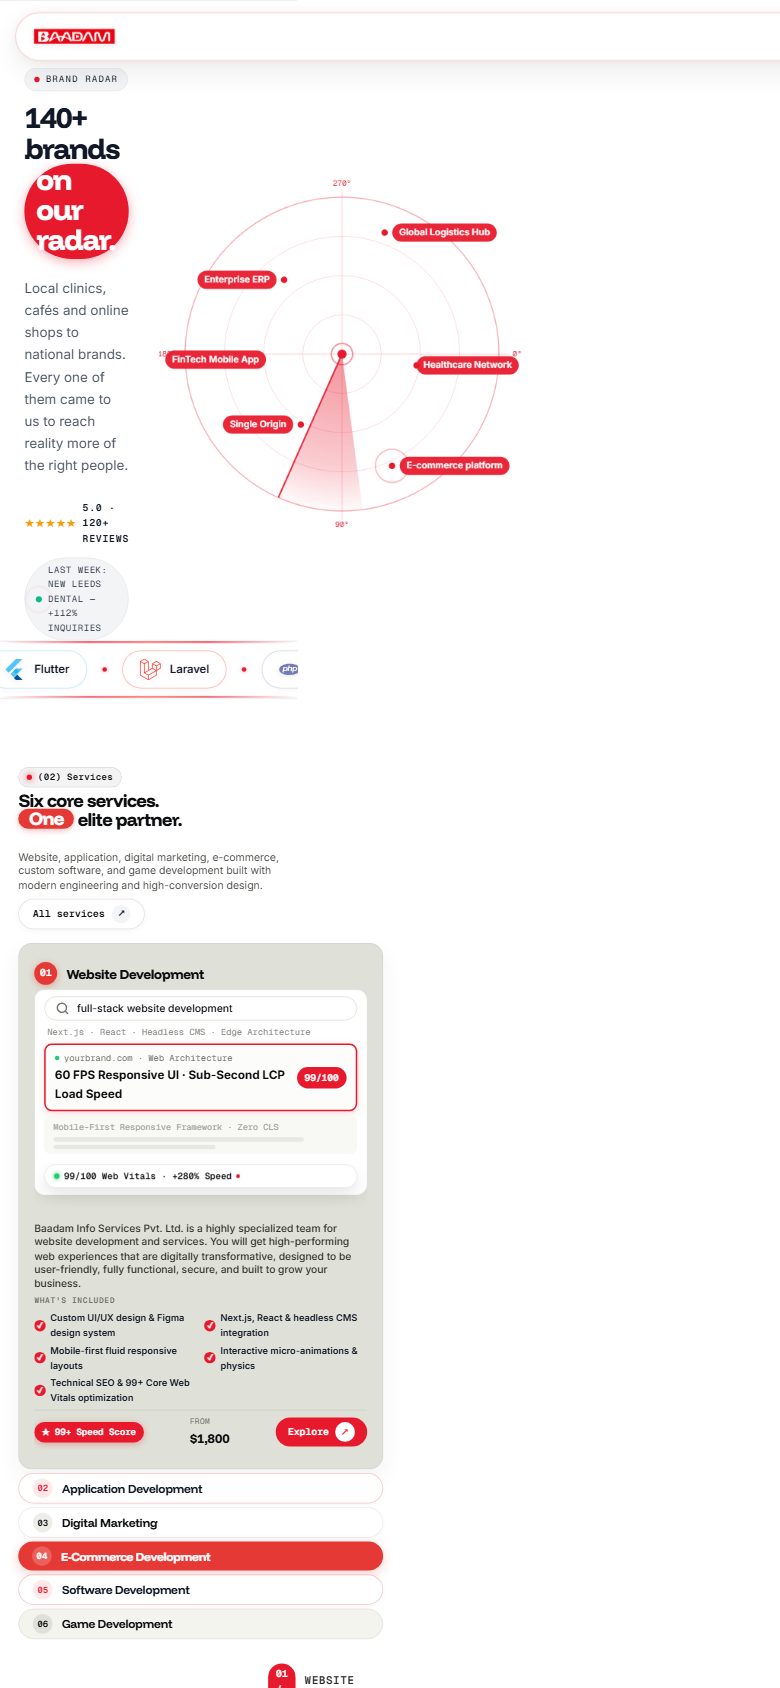 BAADAM
BRAND RADAR
140+
brands
on
our
radar.
Local clinics,
cafés and online
shops to
national brands.
Every one of
them came to
us to reach
reality more of
the right people.
★★★★★ 5.0 ·
120+
REVIEWS
LAST WEEK:
NEW LEEDS
DENTAL —
+112%
INQUIRIES
270°
Global Logistics Hub
Enterprise ERP
FinTech Mobile App
0°
Healthcare Network
Single Origin
E-commerce platform
90°
Flutter
Laravel
php
(02) Services
Six core services.
One elite partner.
Website, application, digital marketing, e-commerce,
custom software, and game development built with
modern engineering and high-conversion design.
All services ↗
01 Website Development
full-stack website development
Next.js · React · Headless CMS · Edge Architecture
yourbrand.com · Web Architecture
60 FPS Responsive UI · Sub-Second LCP
Load Speed
99/100
Mobile-First Responsive Framework · Zero CLS
99/100 Web Vitals · +280% Speed
Baadam Info Services Pvt. Ltd. is a highly specialized team for
website development and services. You will get high-performing
web experiences that are digitally transformative, designed to be
user-friendly, fully functional, secure, and built to grow your
business.
WHAT'S INCLUDED
Custom UI/UX design & Figma
design system
Next.js, React & headless CMS
integration
Mobile-first fluid responsive
layouts
Interactive micro-animations &
physics
Technical SEO & 99+ Core Web
Vitals optimization
★ 99+ Speed Score
FROM
$1,800
Explore ↗
02 Application Development
03 Digital Marketing
04 E-Commerce Development
05 Software Development
06 Game Development
01
/
WEBSITE